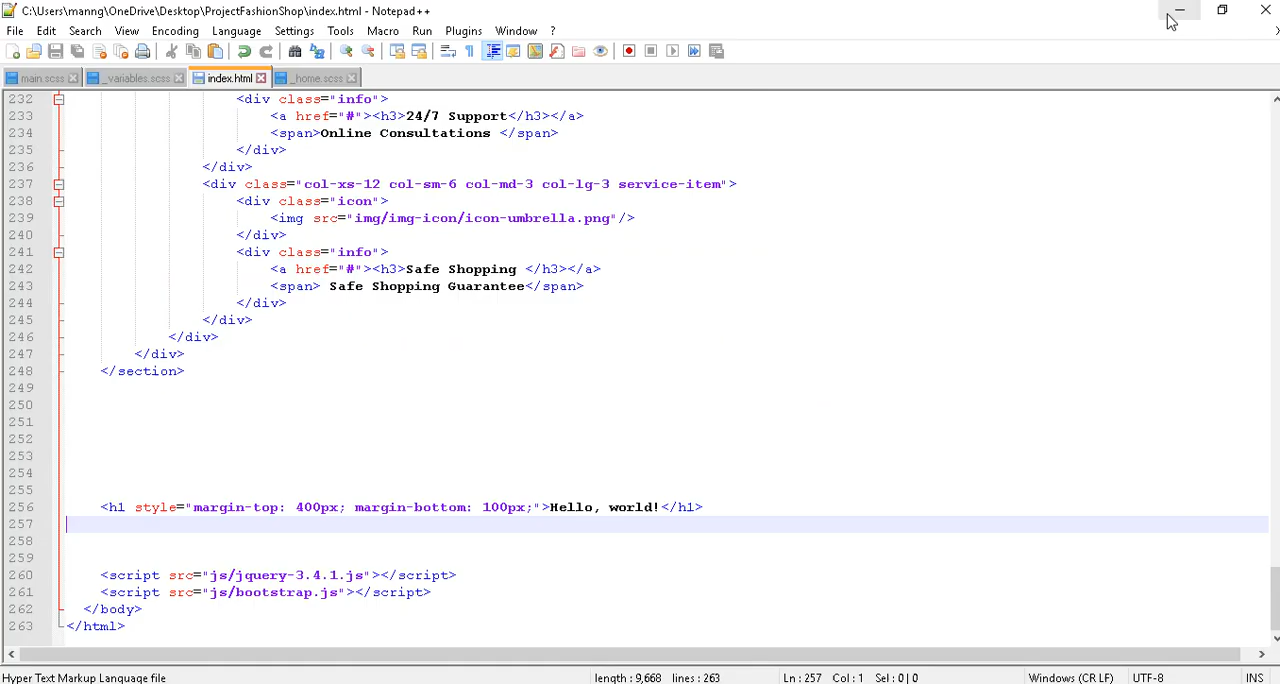 C:\Users\manng\OneDrive\Desktop\ProjectFashionShop\index.html - Notepad++
File Edit Search View Encoding Language Settings Tools Macro Run Plugins Window ?
main.scss _variables.scss index.html _home.scss
232 <div class="info">
233 <a href="#"><h3>24/7 Support</h3></a>
234 <span>Online Consultations </span>
235 </div>
236 </div>
237 <div class="col-xs-12 col-sm-6 col-md-3 col-lg-3 service-item">
238 <div class="icon">
239 <img src="img/img-icon/icon-umbrella.png"/>
240 </div>
241 <div class="info">
242 <a href="#"><h3>Safe Shopping </h3></a>
243 <span> Safe Shopping Guarantee</span>
244 </div>
245 </div>
246 </div>
247 </div>
248 </section>
249
250
251
252
253
254
255
256 <h1 style="margin-top: 400px; margin-bottom: 100px;">Hello, world!</h1>
257
258
259
260 <script src="js/jquery-3.4.1.js"></script>
261 <script src="js/bootstrap.js"></script>
262 </body>
263 </html>
Hyper Text Markup Language file length : 9,668 lines : 263 Ln : 257 Col : 1 Sel : 0 | 0 Windows (CR LF) UTF-8 INS